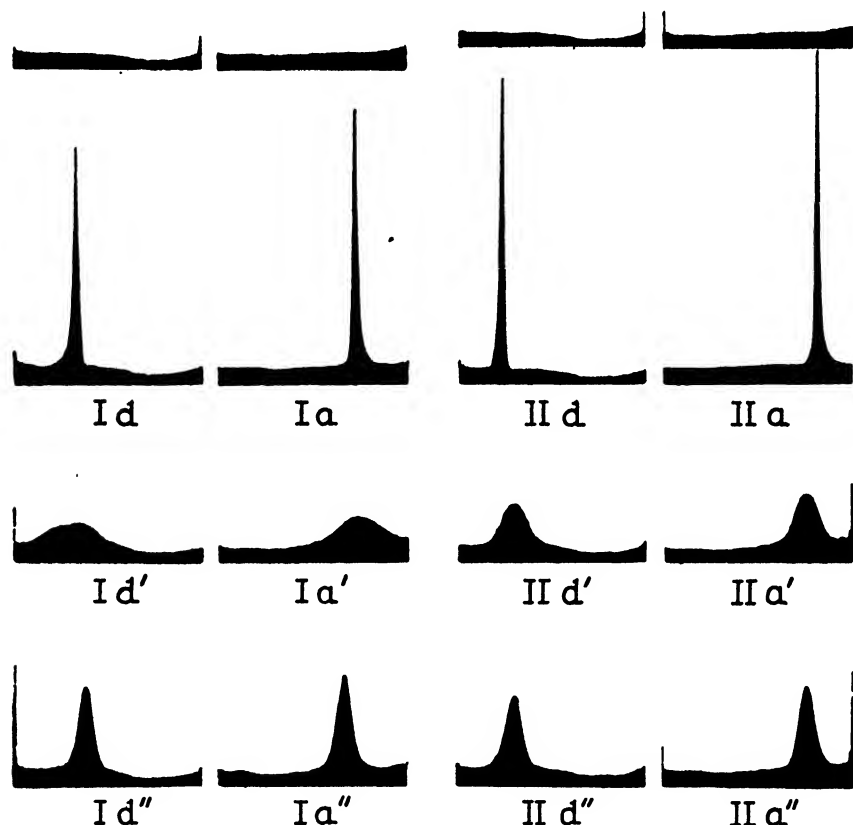 I d I a II d II a
I d′ I a′ II d′ II a′
I d″ I a″ II d″ II a″